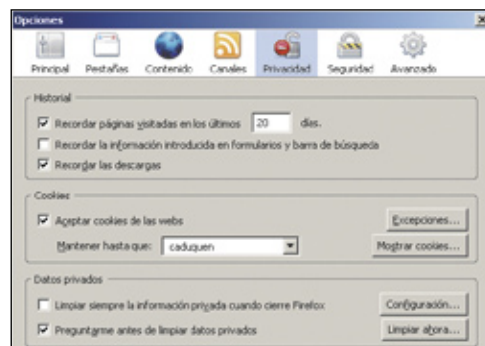 Opciones
Principal Pestañas Contenido Canales Privacidad Seguridad Avanzado
Historial
Recordar páginas visitadas en los últimos 20 días.
Recordar la información introducida en formularios y barra de búsqueda
Recordar las descargas
Cookies
Aceptar cookies de las webs Excepciones...
Mantener hasta que: caduquen Mostrar cookies...
Datos privados
Limpiar siempre la información privada cuando cierre Firefox Configuración...
Preguntarme antes de limpiar datos privados Limpiar ahora...